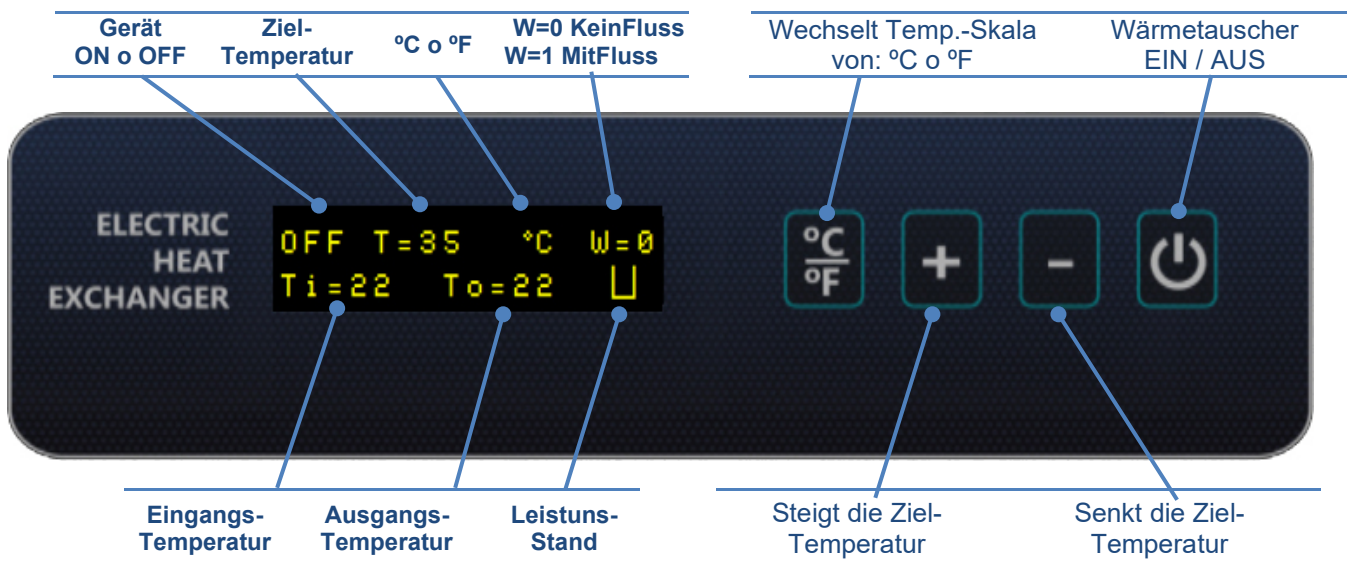 Gerät
ON o OFF
Ziel-
Temperatur
ºC o ºF
W=0 KeinFluss
W=1 MitFluss
Wechselt Temp.-Skala
von: ºC o ºF
Wärmetauscher
EIN / AUS
ELECTRIC
HEAT
EXCHANGER
OFF T=35 °C W=0
Ti=22 To=22
ºC
ºF
+
-
Eingangs-
Temperatur
Ausgangs-
Temperatur
Leistuns-
Stand
Steigt die Ziel-
Temperatur
Senkt die Ziel-
Temperatur